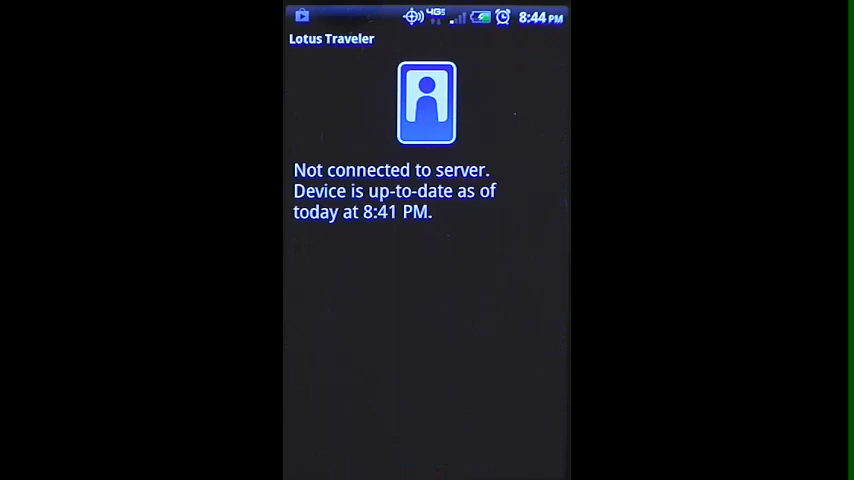 4G
8:44 PM
Lotus Traveler
Not connected to server.
Device is up-to-date as of
today at 8:41 PM.